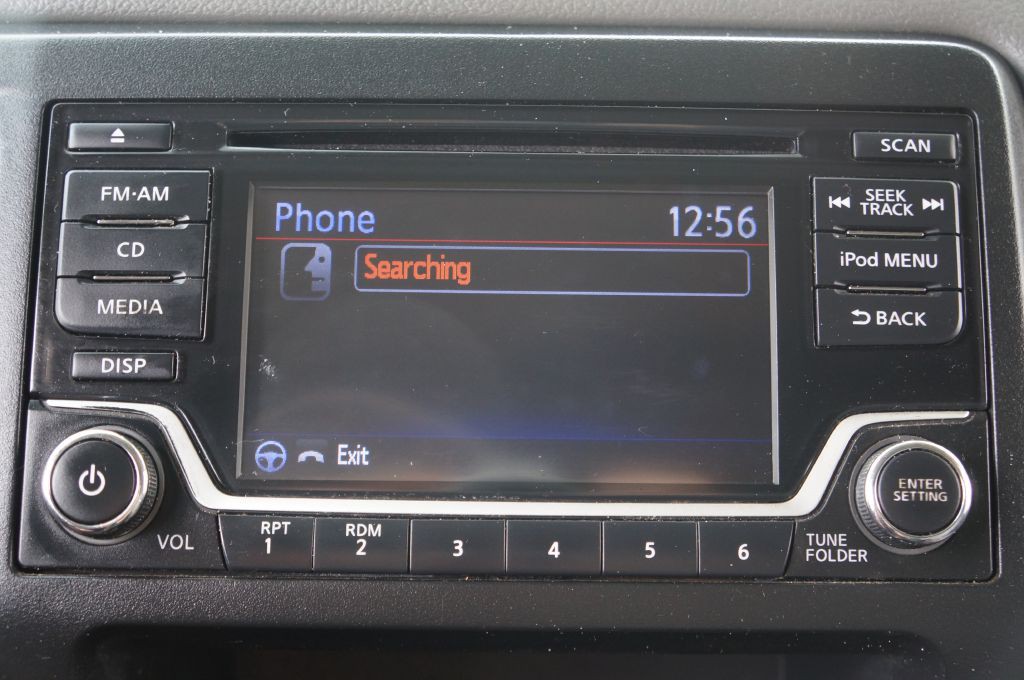 SCAN
FM·AM
CD
MEDIA
DISP
Phone 12:56
Searching
Exit
SEEK
TRACK
iPod MENU
BACK
VOL
RPT
1
RDM
2
3
4
5
6
ENTER
SETTING
TUNE
FOLDER